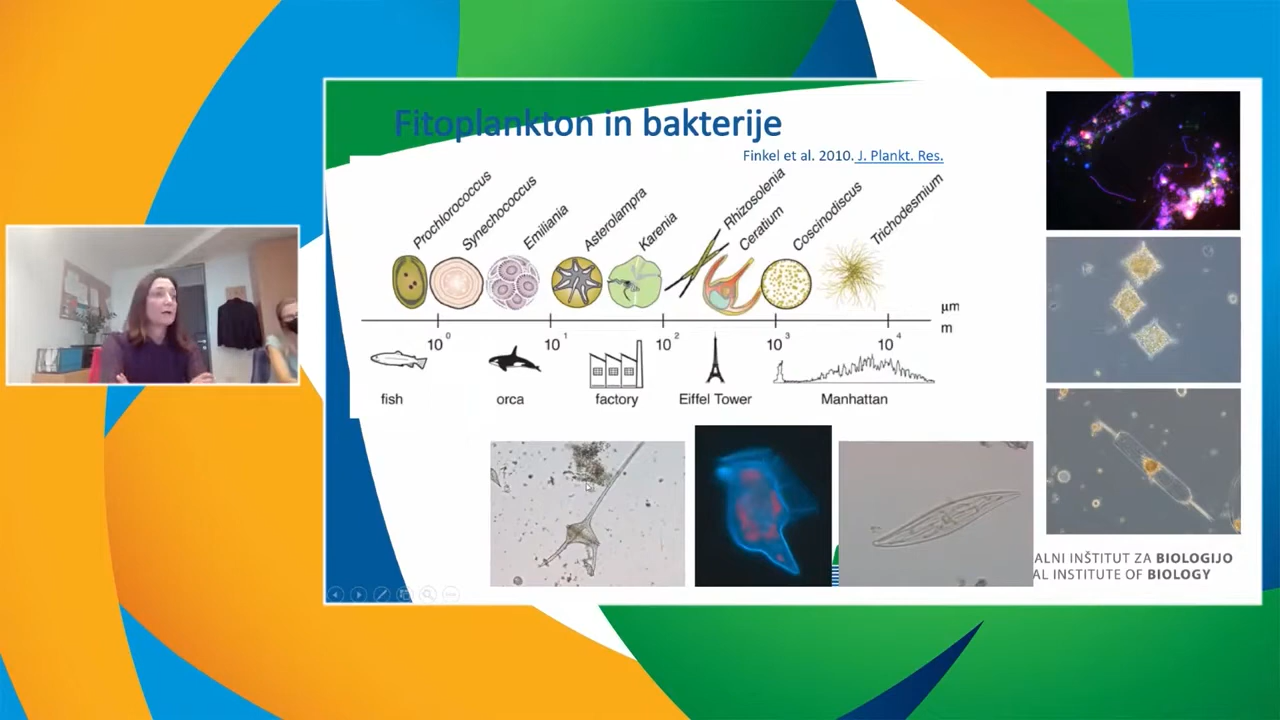 Fitoplankton in bakterije
Finkel et al. 2010. J. Plankt. Res.
Prochlorococcus
Synechococcus
Emiliania
Asterolampra
Karenia
Rhizosolenia
Ceratium
Coscinodiscus
Trichodesmium
µm
m
10⁰ 10¹ 10² 10³ 10⁴
fish orca factory Eiffel Tower Manhattan
ALNI INŠTITUT ZA BIOLOGIJO
AL INSTITUTE OF BIOLOGY